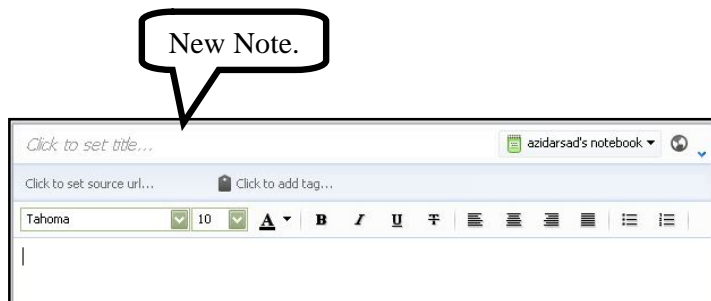 New Note.
Click to set title...
azidarsad's notebook
Click to set source url...
Click to add tag...
Tahoma
10
A
B
I
U
T